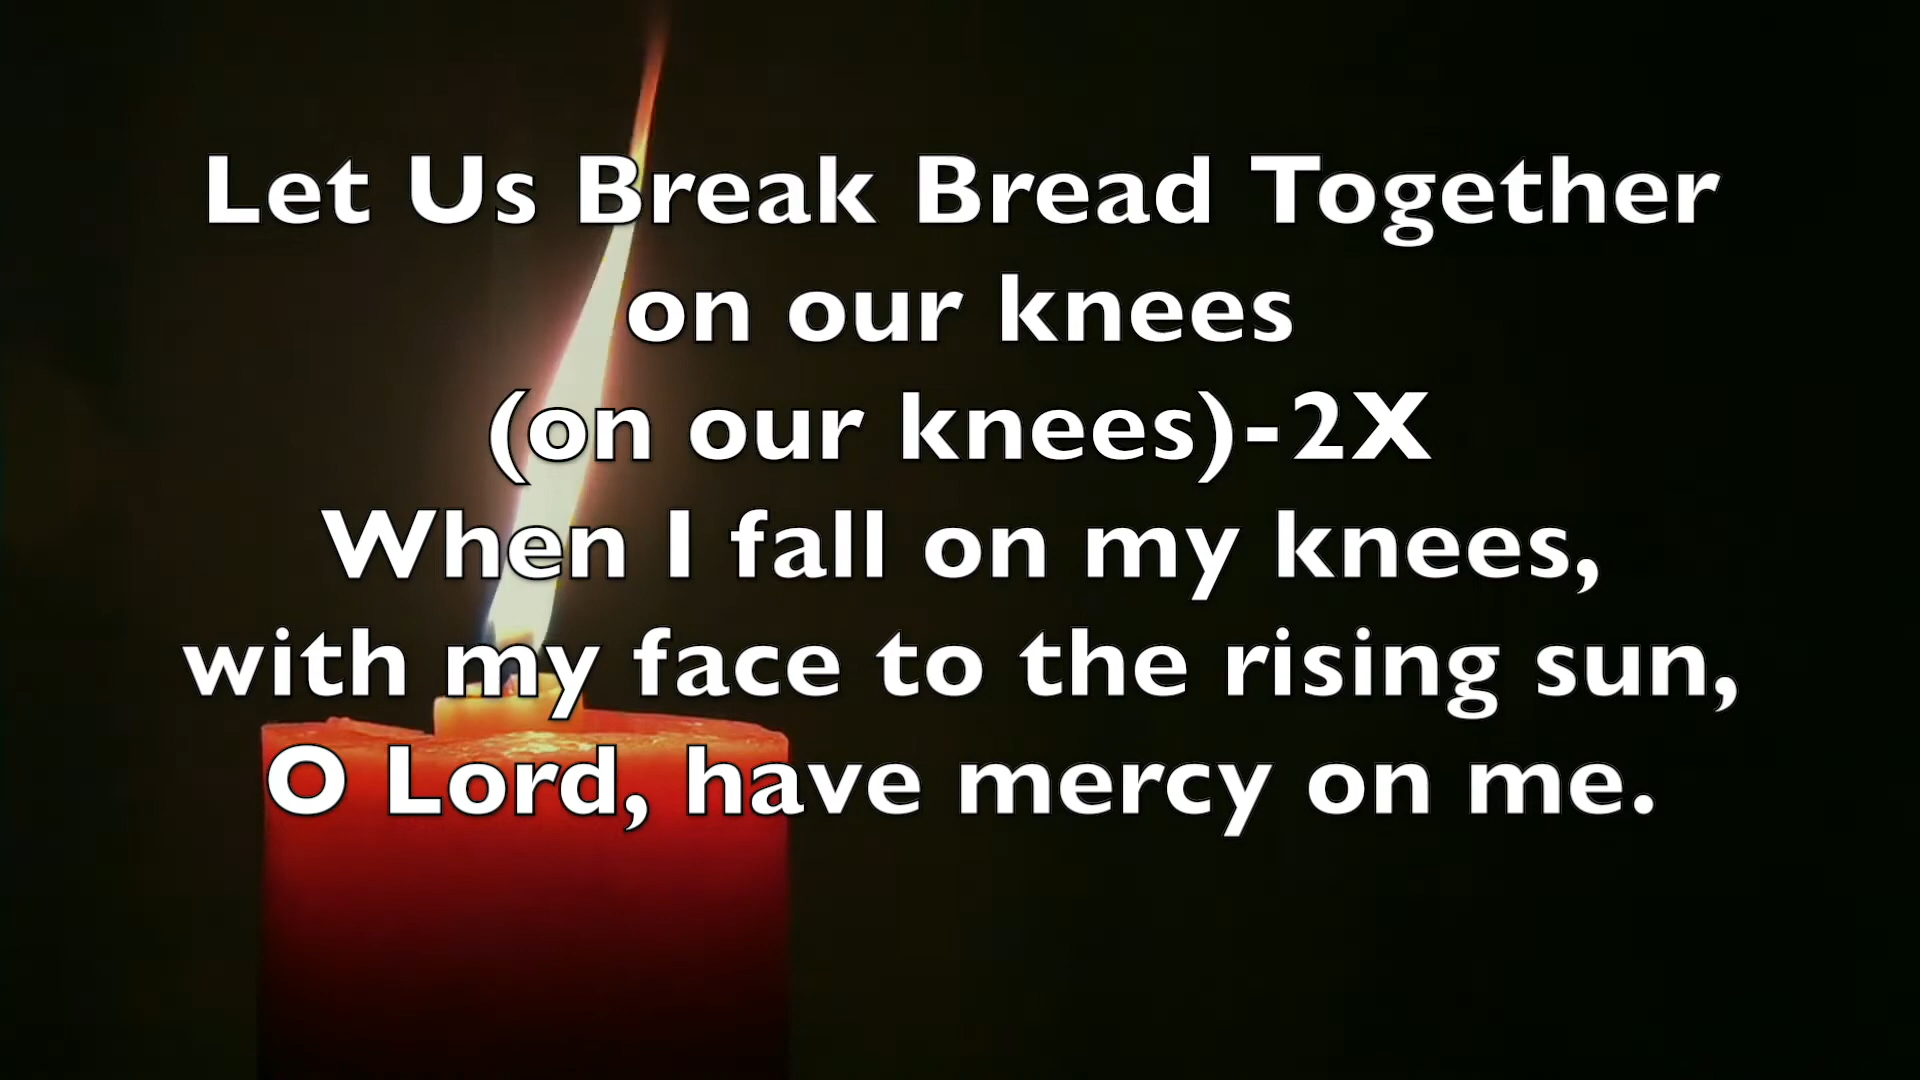 Let Us Break Bread Together
on our knees
(on our knees)-2X
When I fall on my knees,
with my face to the rising sun,
O Lord, have mercy on me.